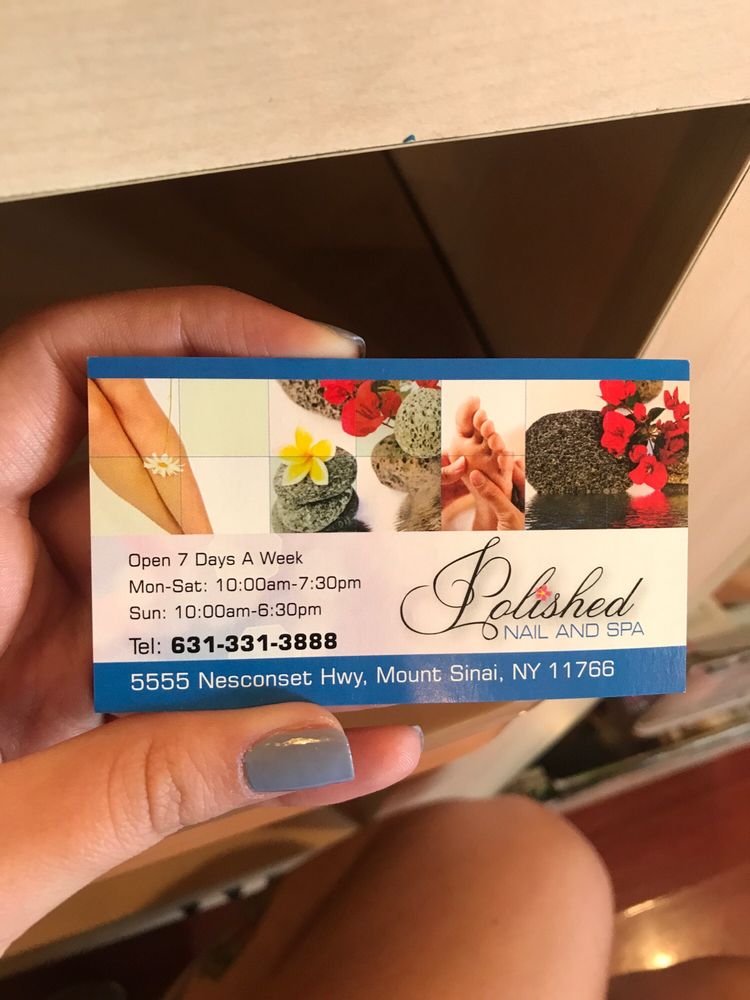 Open 7 Days A Week
Mon-Sat: 10:00am-7:30pm
Sun: 10:00am-6:30pm
Tel: 631-331-3888
Polished
NAIL AND SPA
5555 Nesconset Hwy, Mount Sinai, NY 11766